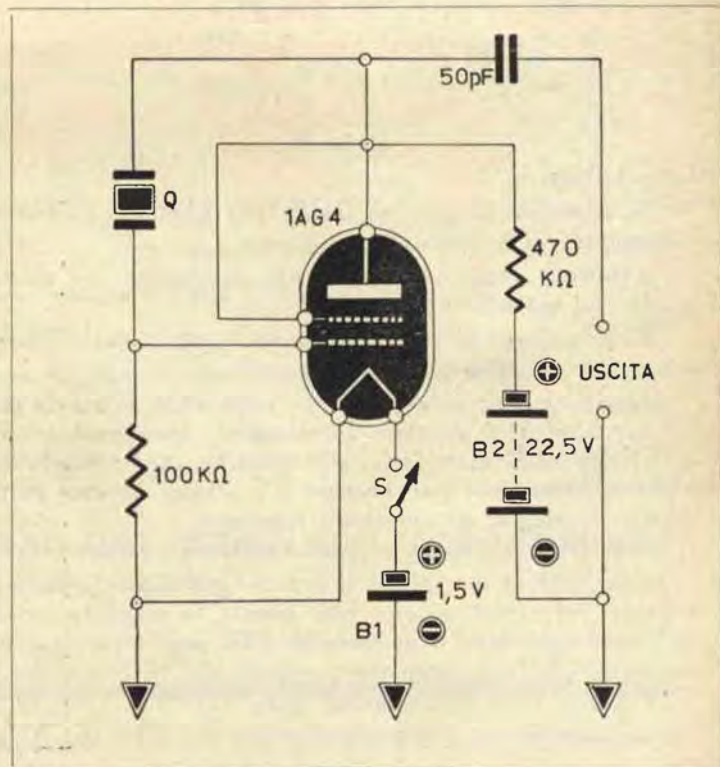 50pF
Q
1AG4
470
KΩ
+ USCITA
B2 22,5V
100KΩ
S
+
1,5V
B1
−
−